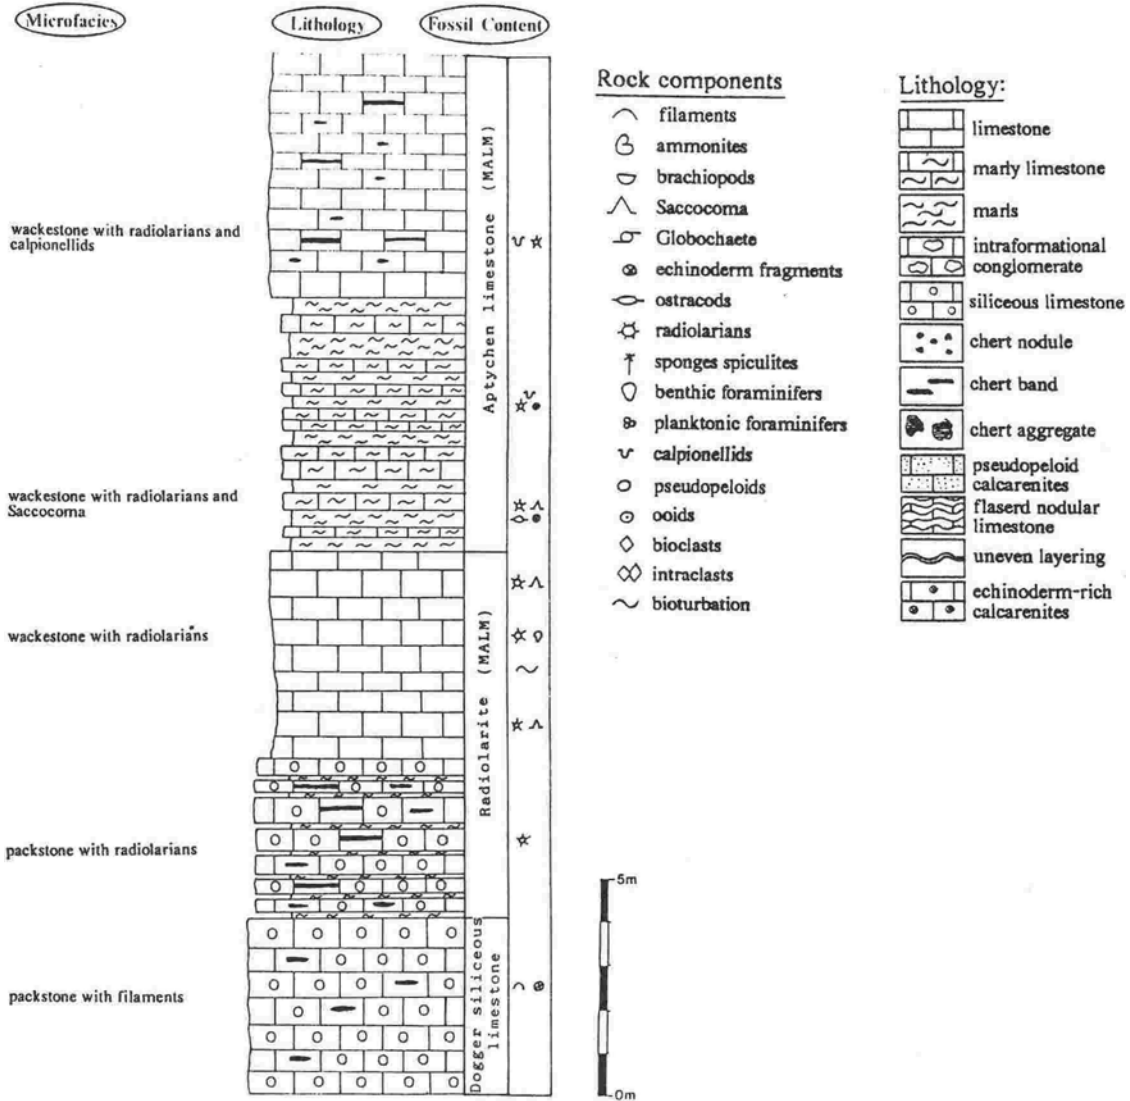 Microfacies
Lithology
Fossil Content
wackestone with radiolarians and
calpionellids
wackestone with radiolarians and
Saccocoma
wackestone with radiolarians
packstone with radiolarians
packstone with filaments
Aptychen limestone (MALM)
Radiolarite (MALM)
Dogger siliceous
limestone
Rock components
filaments
ammonites
brachiopods
Saccocoma
Globochaete
echinoderm fragments
ostracods
radiolarians
sponges spiculites
benthic foraminifers
planktonic foraminifers
calpionellids
pseudopeloids
ooids
bioclasts
intraclasts
bioturbation
Lithology:
limestone
marly limestone
marls
intraformational
conglomerate
siliceous limestone
chert nodule
chert band
chert aggregate
pseudopeloid
calcarenites
flaserd nodular
limestone
uneven layering
echinoderm-rich
calcarenites
5m
0m